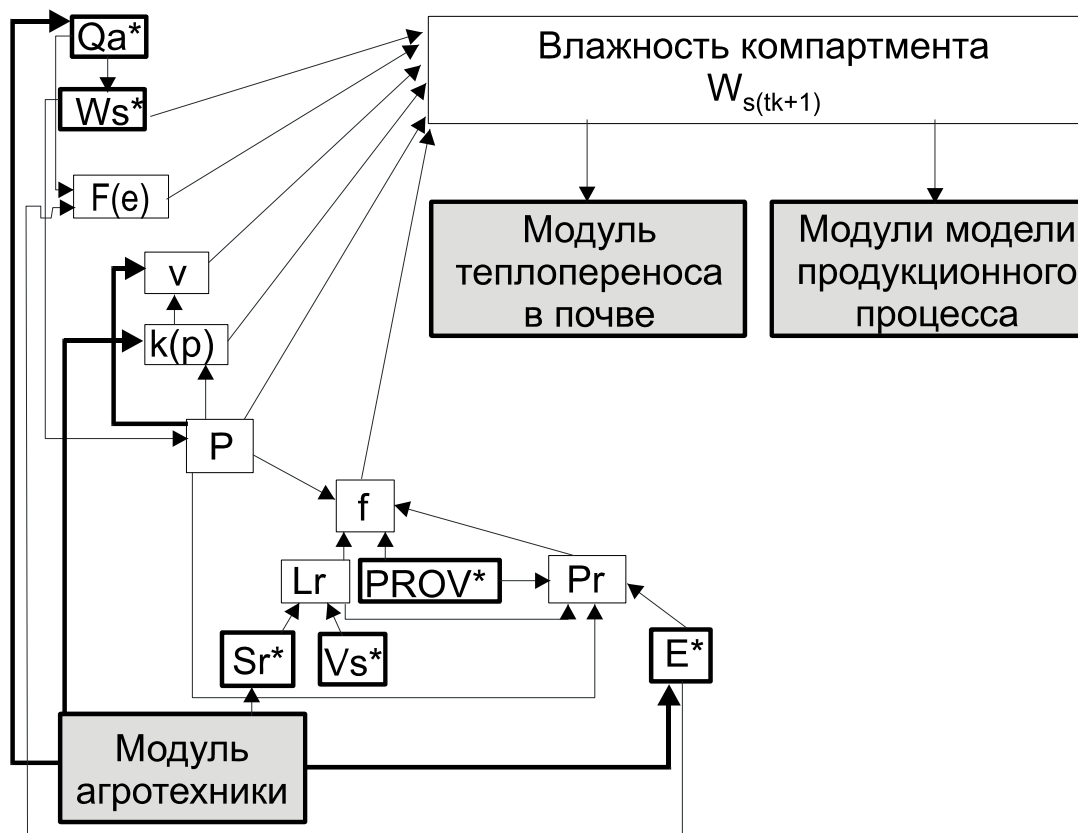 Qa*
Влажность компартмента
W s(tk+1)
Ws*
F(e)
Модуль
теплопереноса
в почве
Модули модели
продукционного
процесса
v
k(p)
P
f
Lr
PROV*
Pr
Sr*
Vs*
E*
Модуль
агротехники